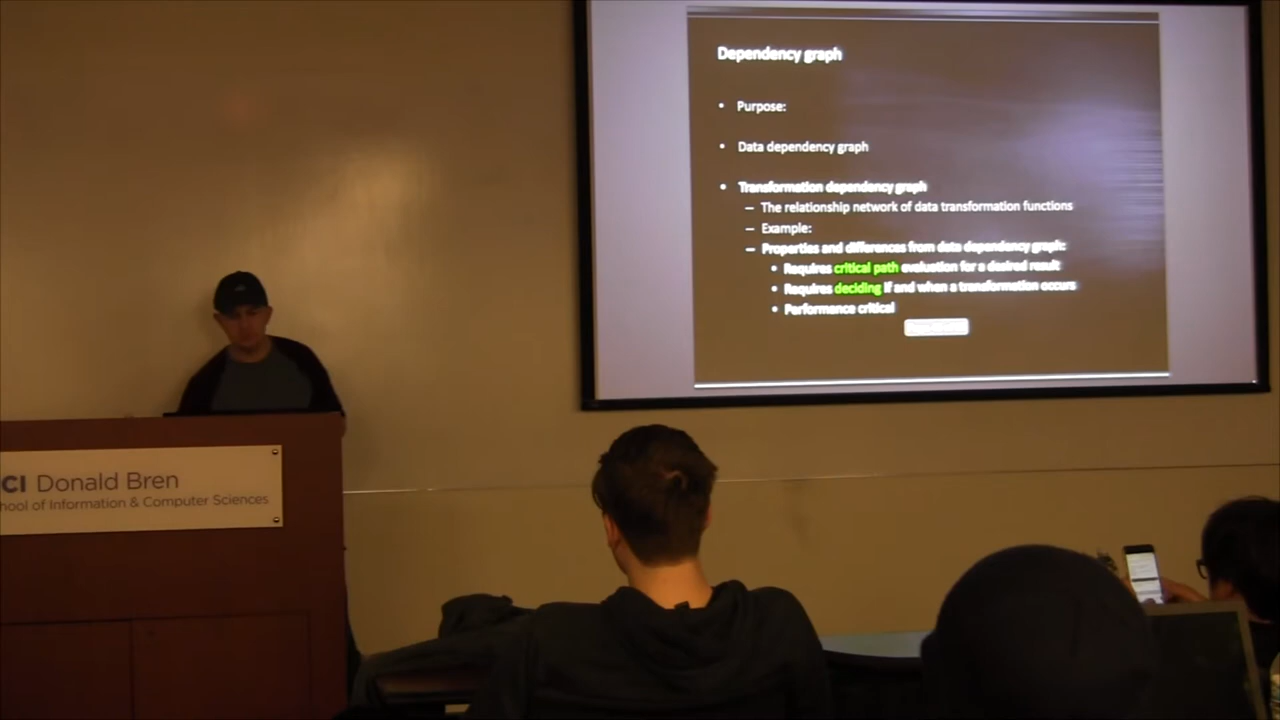 Dependency graph
• Purpose:
• Data dependency graph
• Transformation dependency graph
– The relationship network of data transformation functions
– Example:
– Properties and differences from data dependency graph:
• Requires critical path evaluation for a desired result
• Requires deciding if and when a transformation occurs
• Performance critical
CI Donald Bren
hool of Information & Computer Sciences